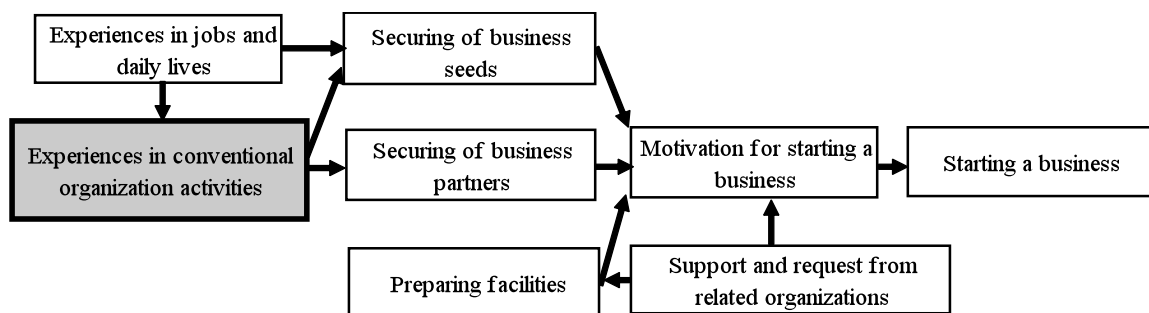 Experiences in jobs and
daily lives
Securing of business
seeds
Experiences in conventional
organization activities
Securing of business
partners
Motivation for starting a
business
Starting a business
Preparing facilities
Support and request from
related organizations